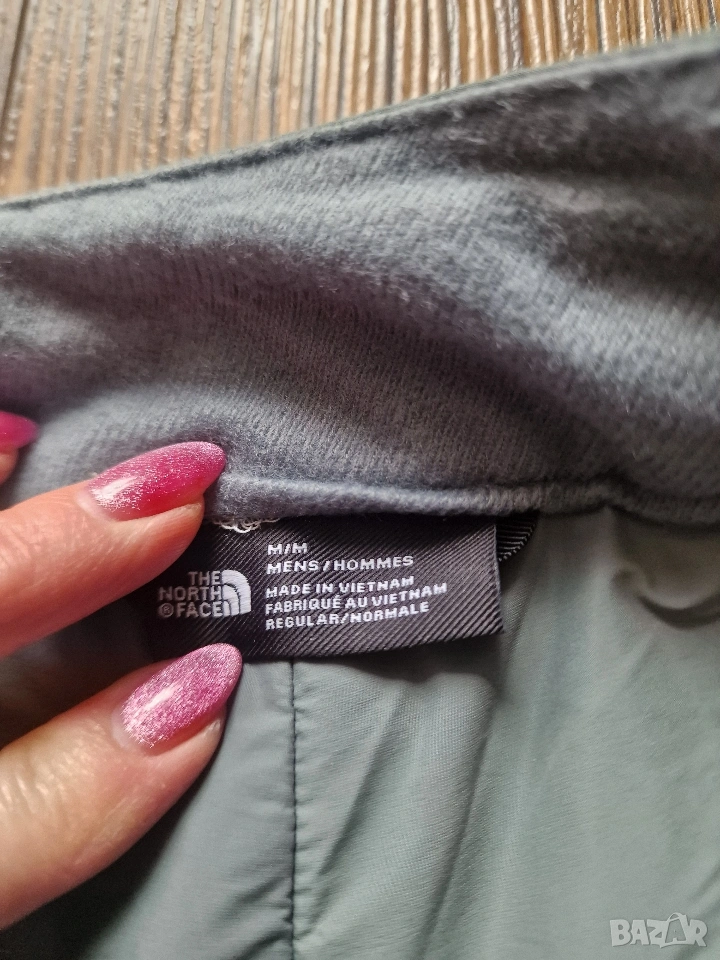 THE
NORTH
®FACE
M/M
MENS/HOMMES
MADE IN VIETNAM
FABRIQUÉ AU VIETNAM
REGULAR/NORMALE
BAZAR